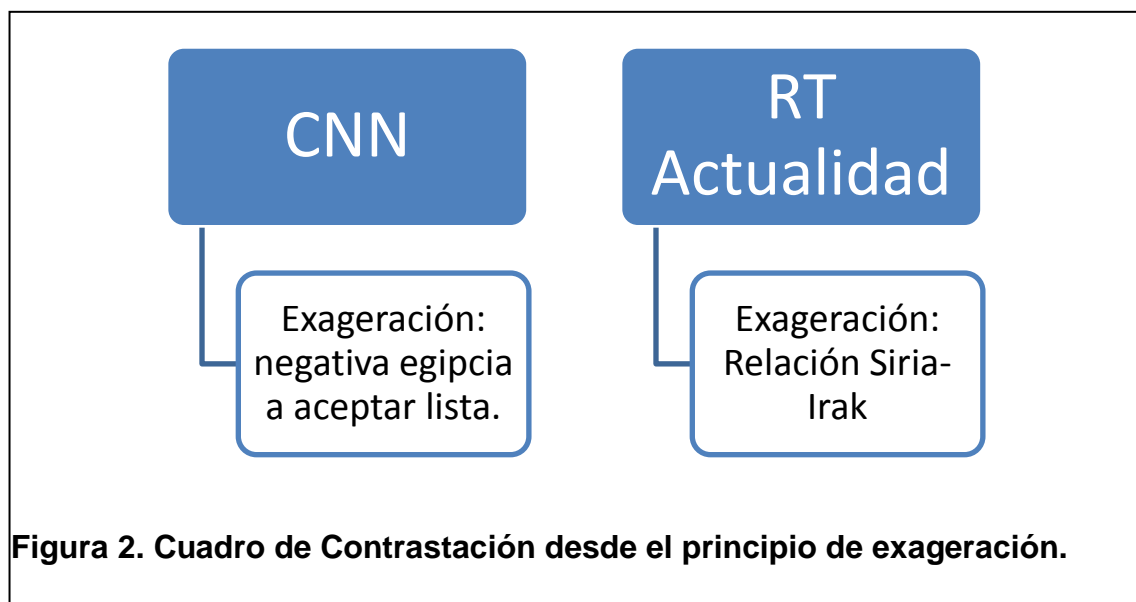 CNN
Exageración:
negativa egipcia
a aceptar lista.
RT
Actualidad
Exageración:
Relación Siria-
Irak
Figura 2. Cuadro de Contrastación desde el principio de exageración.